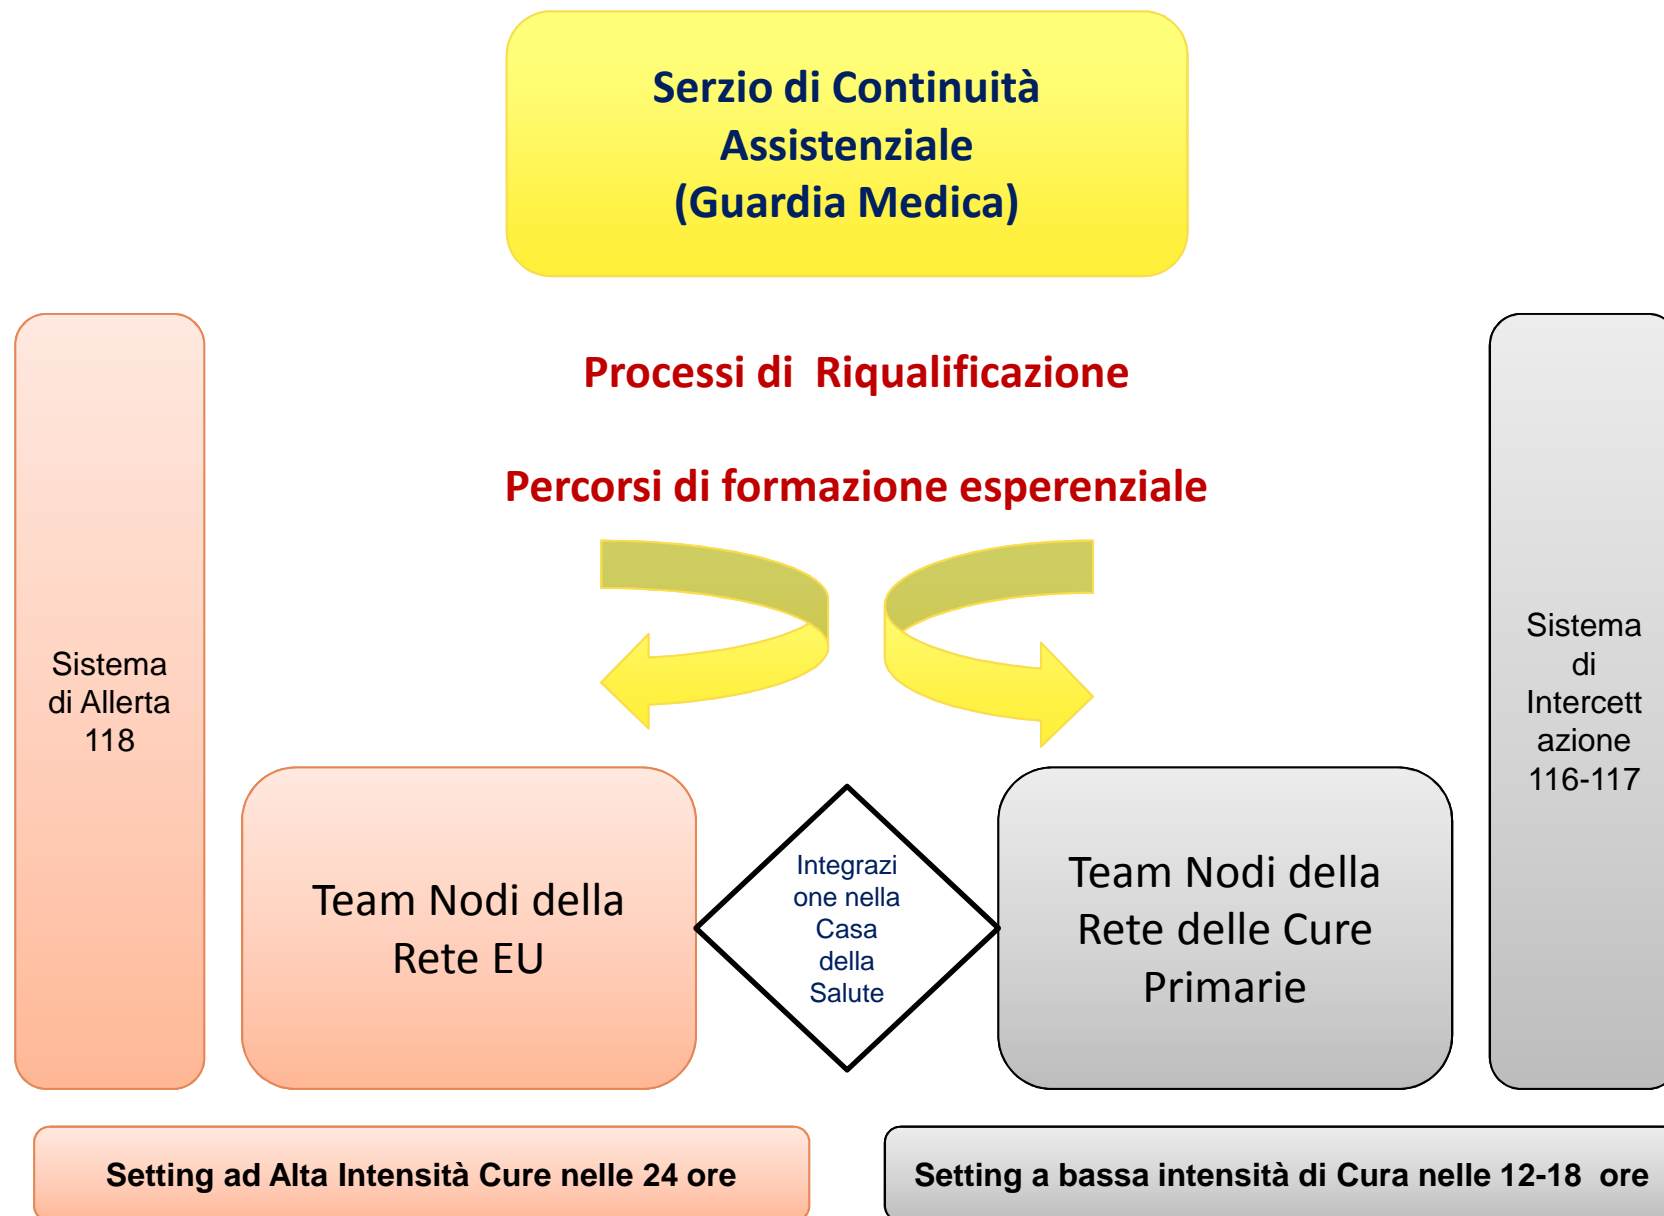 Serzio di Continuità
Assistenziale
(Guardia Medica)
Processi di  Riqualificazione
Percorsi di formazione esperenziale
Sistema
di Allerta
118
Sistema
di
Intercett
azione
116-117
Team Nodi della
Rete EU
Integrazi
one nella
Casa
della
Salute
Team Nodi della
Rete delle Cure
Primarie
Setting ad Alta Intensità Cure nelle 24 ore
Setting a bassa intensità di Cura nelle 12-18  ore